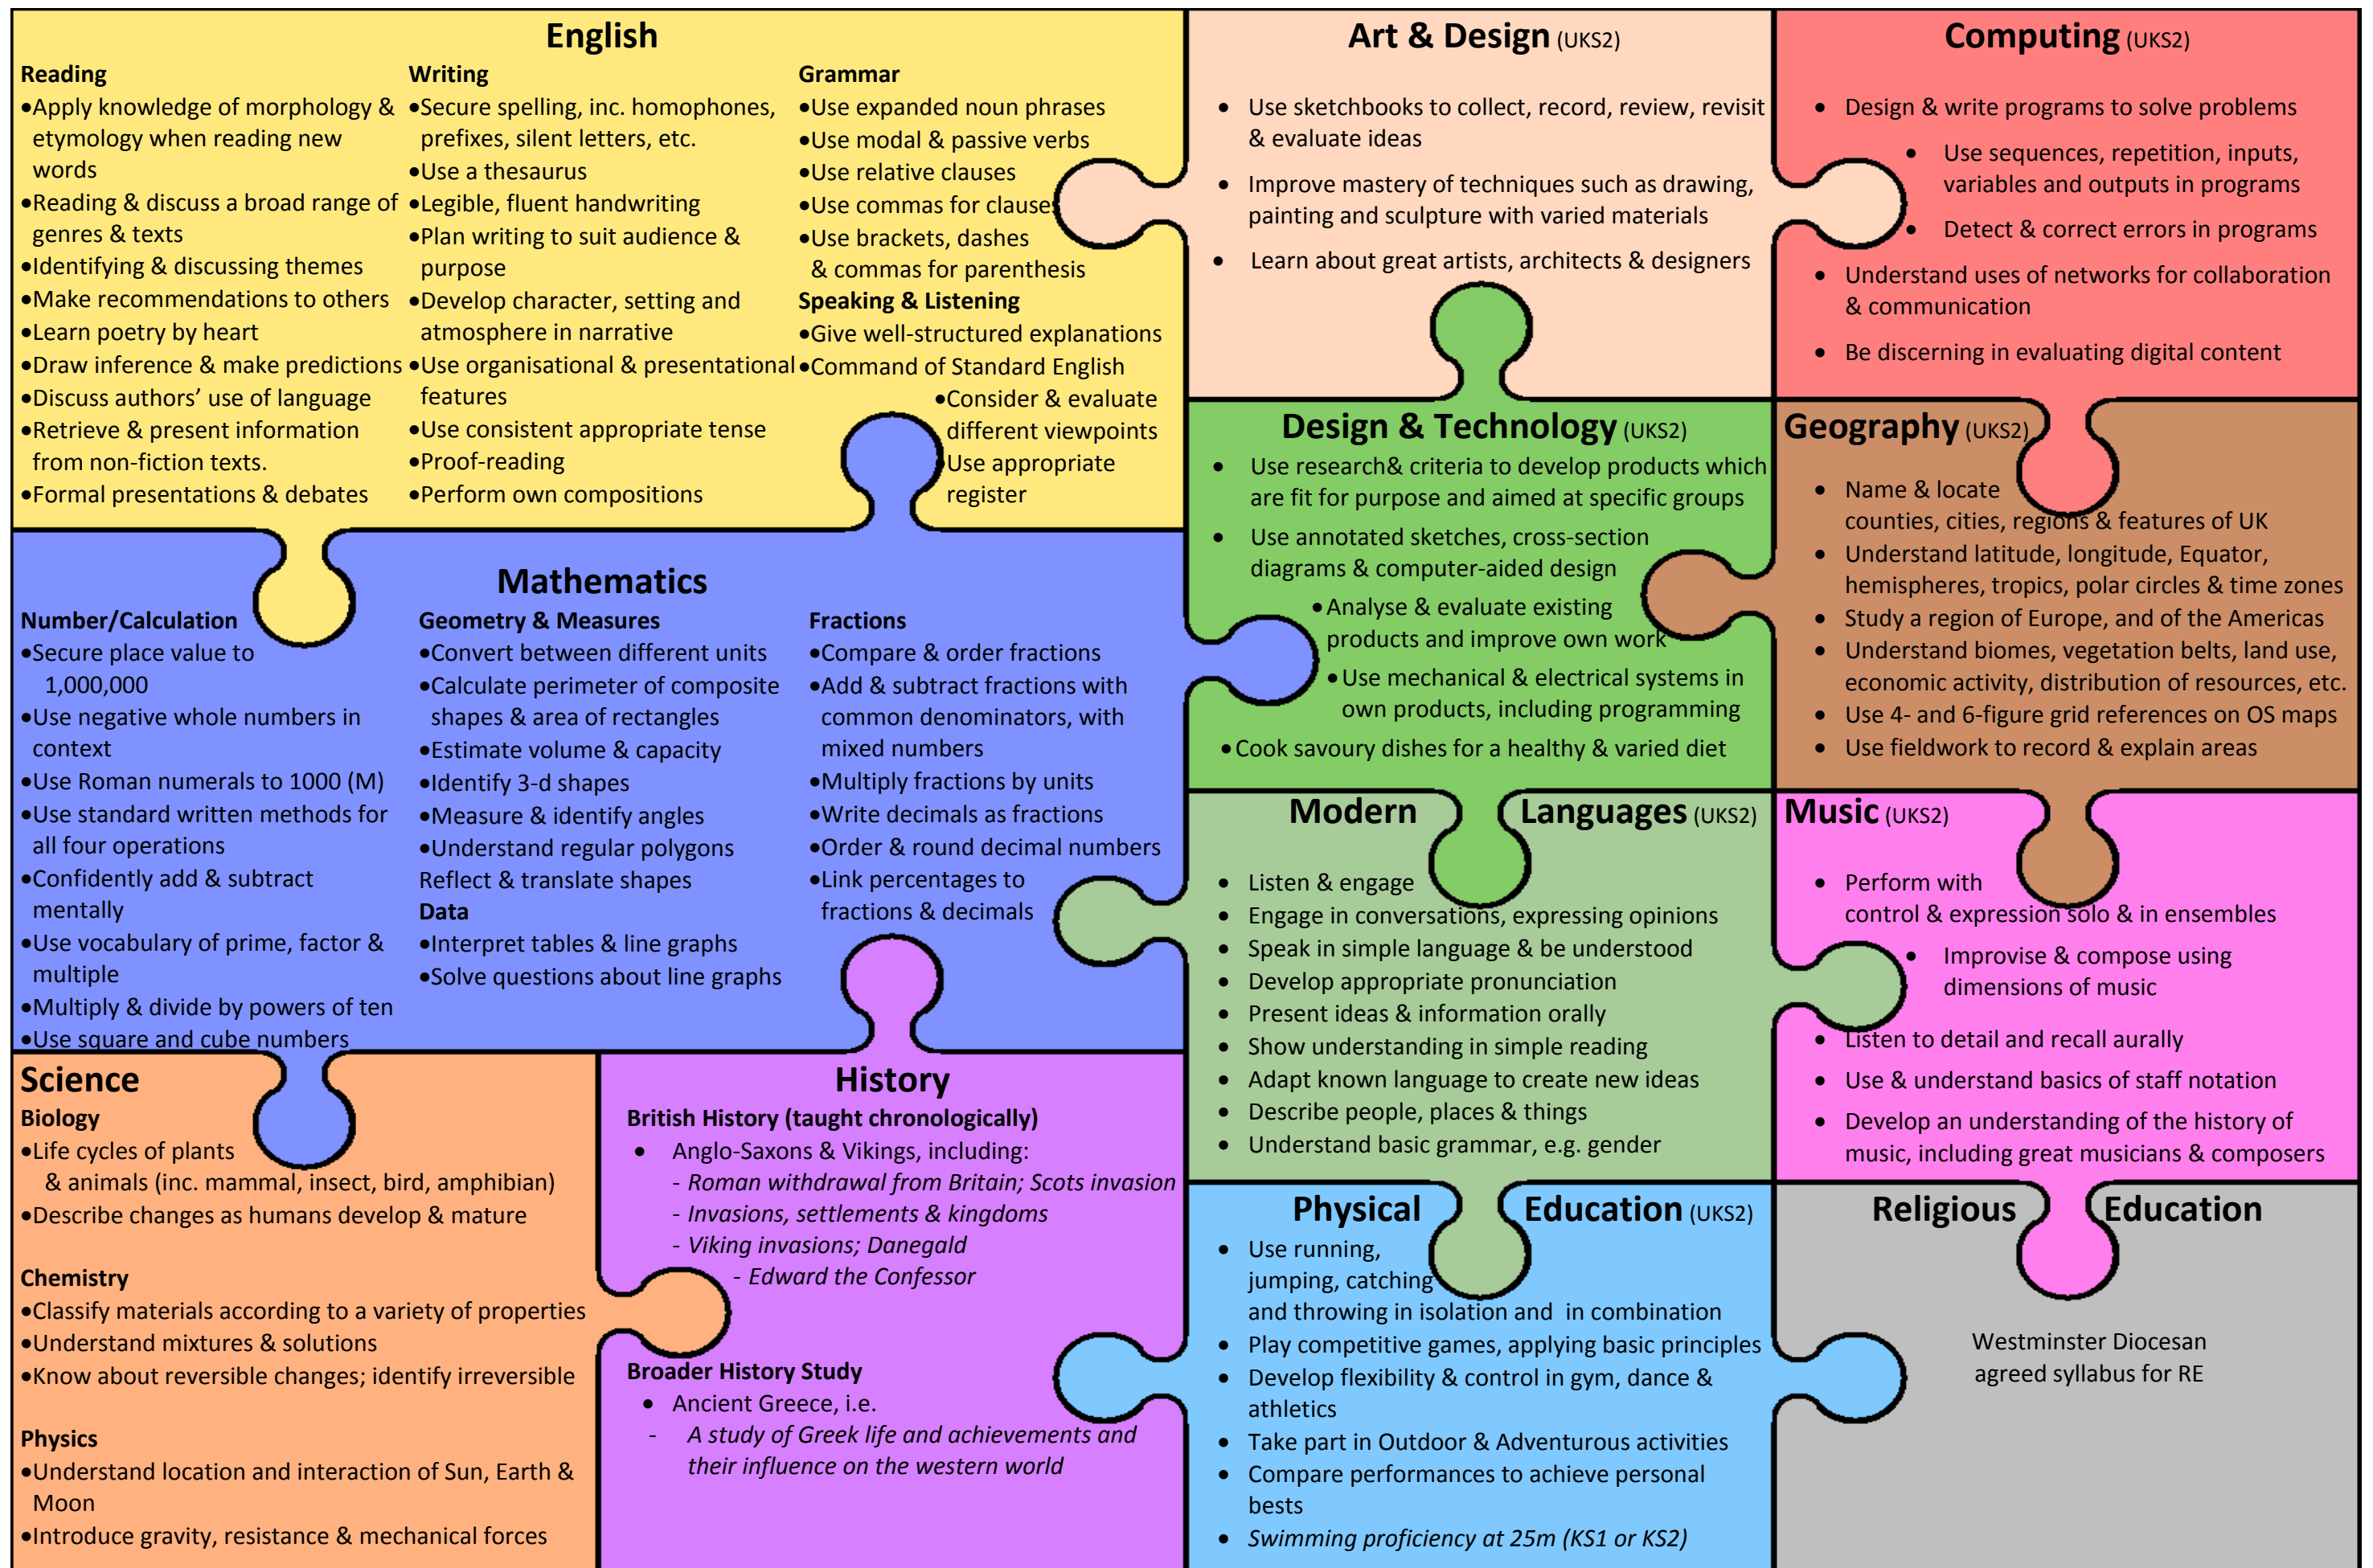 English
Reading
•Apply knowledge of morphology &
etymology when reading new
words
•Reading & discuss a broad range of
genres & texts
•Identifying & discussing themes
•Make recommendations to others
•Learn poetry by heart
•Draw inference & make predictions
•Discuss authors’ use of language
•Retrieve & present information
from non-fiction texts.
•Formal presentations & debates
Writing
•Secure spelling, inc. homophones,
prefixes, silent letters, etc.
•Use a thesaurus
•Legible, fluent handwriting
•Plan writing to suit audience &
purpose
•Develop character, setting and
atmosphere in narrative
•Use organisational & presentational
features
•Use consistent appropriate tense
•Proof-reading
•Perform own compositions
Grammar
•Use expanded noun phrases
•Use modal & passive verbs
•Use relative clauses
•Use commas for clauses
•Use brackets, dashes
& commas for parenthesis
Speaking & Listening
•Give well-structured explanations
•Command of Standard English
•Consider & evaluate
different viewpoints
•Use appropriate
register
Art & Design (UKS2)
• Use sketchbooks to collect, record, review, revisit
& evaluate ideas
• Improve mastery of techniques such as drawing,
painting and sculpture with varied materials
• Learn about great artists, architects & designers
Computing (UKS2)
• Design & write programs to solve problems
• Use sequences, repetition, inputs,
variables and outputs in programs
• Detect & correct errors in programs
• Understand uses of networks for collaboration
& communication
• Be discerning in evaluating digital content
Design & Technology (UKS2)
• Use research& criteria to develop products which
are fit for purpose and aimed at specific groups
• Use annotated sketches, cross-section
diagrams & computer-aided design
•Analyse & evaluate existing
products and improve own work
•Use mechanical & electrical systems in
own products, including programming
•Cook savoury dishes for a healthy & varied diet
Geography (UKS2)
• Name & locate
counties, cities, regions & features of UK
• Understand latitude, longitude, Equator,
hemispheres, tropics, polar circles & time zones
• Study a region of Europe, and of the Americas
• Understand biomes, vegetation belts, land use,
economic activity, distribution of resources, etc.
• Use 4- and 6-figure grid references on OS maps
• Use fieldwork to record & explain areas
Mathematics
Number/Calculation
•Secure place value to
1,000,000
•Use negative whole numbers in
context
•Use Roman numerals to 1000 (M)
•Use standard written methods for
all four operations
•Confidently add & subtract
mentally
•Use vocabulary of prime, factor &
multiple
•Multiply & divide by powers of ten
•Use square and cube numbers
Geometry & Measures
•Convert between different units
•Calculate perimeter of composite
shapes & area of rectangles
•Estimate volume & capacity
•Identify 3-d shapes
•Measure & identify angles
•Understand regular polygons
Reflect & translate shapes
Data
•Interpret tables & line graphs
•Solve questions about line graphs
Fractions
•Compare & order fractions
•Add & subtract fractions with
common denominators, with
mixed numbers
•Multiply fractions by units
•Write decimals as fractions
•Order & round decimal numbers
•Link percentages to
fractions & decimals
Modern Languages (UKS2)
• Listen & engage
• Engage in conversations, expressing opinions
• Speak in simple language & be understood
• Develop appropriate pronunciation
• Present ideas & information orally
• Show understanding in simple reading
• Adapt known language to create new ideas
• Describe people, places & things
• Understand basic grammar, e.g. gender
Music (UKS2)
• Perform with
control & expression solo & in ensembles
• Improvise & compose using
dimensions of music
• Listen to detail and recall aurally
• Use & understand basics of staff notation
• Develop an understanding of the history of
music, including great musicians & composers
Science
Biology
•Life cycles of plants
& animals (inc. mammal, insect, bird, amphibian)
•Describe changes as humans develop & mature
Chemistry
•Classify materials according to a variety of properties
•Understand mixtures & solutions
•Know about reversible changes; identify irreversible
Physics
•Understand location and interaction of Sun, Earth &
Moon
•Introduce gravity, resistance & mechanical forces
History
British History (taught chronologically)
• Anglo-Saxons & Vikings, including:
- Roman withdrawal from Britain; Scots invasion
- Invasions, settlements & kingdoms
- Viking invasions; Danegald
- Edward the Confessor
Broader History Study
• Ancient Greece, i.e.
- A study of Greek life and achievements and
their influence on the western world
Physical Education (UKS2)
• Use running,
jumping, catching
and throwing in isolation and in combination
• Play competitive games, applying basic principles
• Develop flexibility & control in gym, dance &
athletics
• Take part in Outdoor & Adventurous activities
• Compare performances to achieve personal
bests
• Swimming proficiency at 25m (KS1 or KS2)
Religious Education
Westminster Diocesan
agreed syllabus for RE